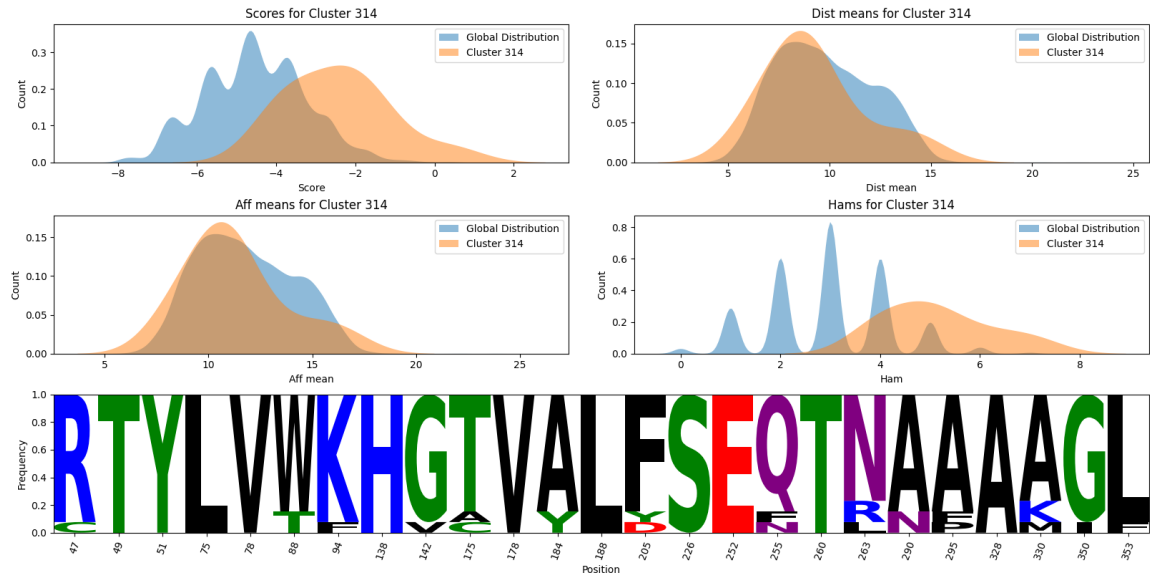 Scores for Cluster 314
Count
0.3
0.2
0.1
0.0
Global Distribution
Cluster 314
−8 −6 −4 −2 0 2
Score
Dist means for Cluster 314
Count
0.15
0.10
0.05
0.00
Global Distribution
Cluster 314
5 10 15 20 25
Dist mean
Aff means for Cluster 314
Count
0.15
0.10
0.05
0.00
Global Distribution
Cluster 314
5 10 15 20 25
Aff mean
Hams for Cluster 314
Count
0.8
0.6
0.4
0.2
0.0
Global Distribution
Cluster 314
0 2 4 6 8
Ham
Frequency
1.0
0.8
0.6
0.4
0.2
0.0
R T Y L V W K H G T V A L F S E Q T N A A A A G L
C T V A Y Y R N K
C D N L M
47 49 51 75 78 88 94 138 142 175 178 184 188 205 226 257 255 260 263 290 295 328 330 350 353
Position